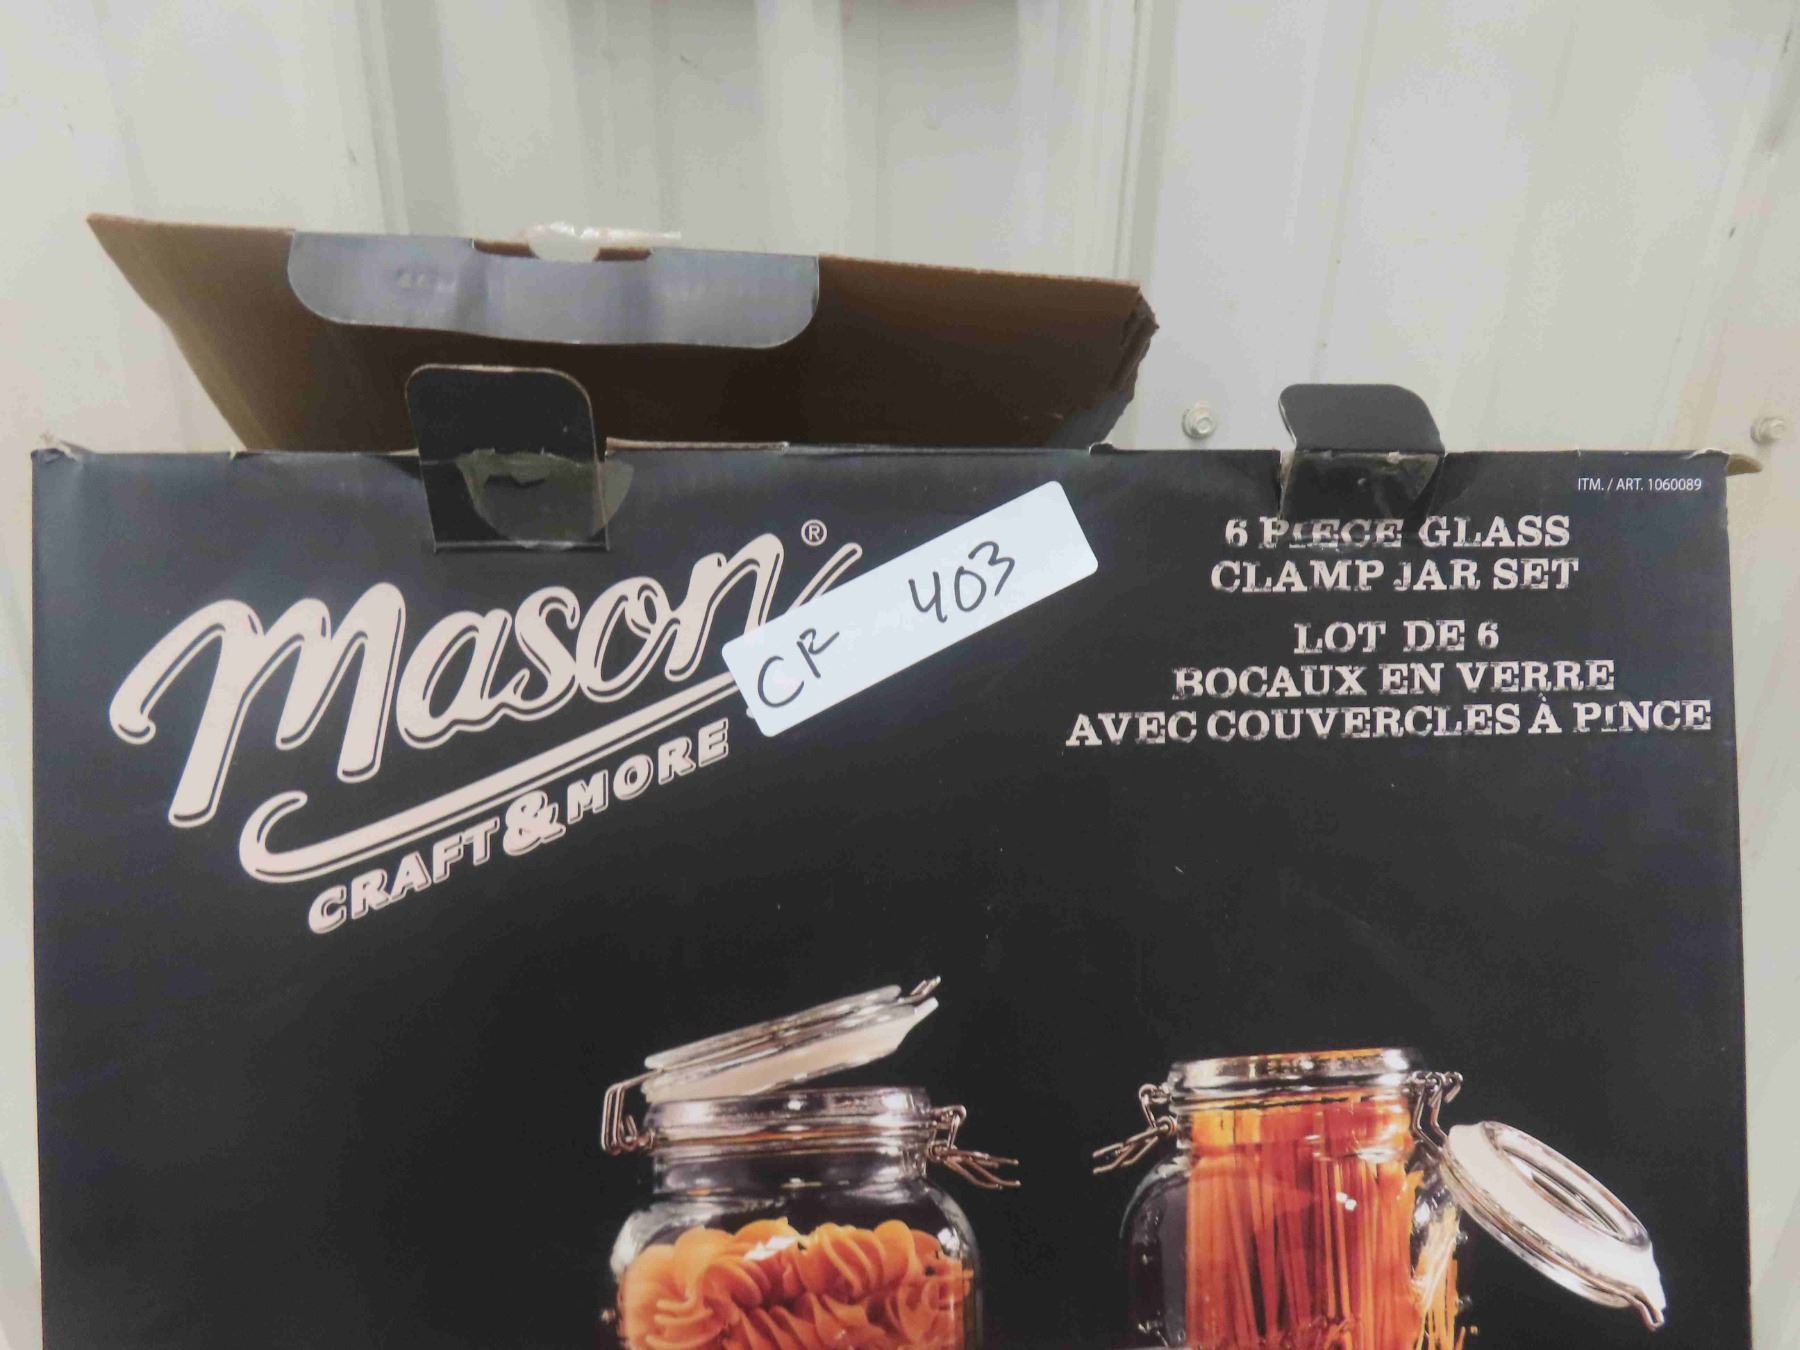 ITM. / ART. 1060089
Mason®
CRAFT & MORE
CF 403
6 PIECE GLASS
CLAMP JAR SET
LOT DE 6
BOCAUX EN VERRE
AVEC COUVERCLES À PINCE